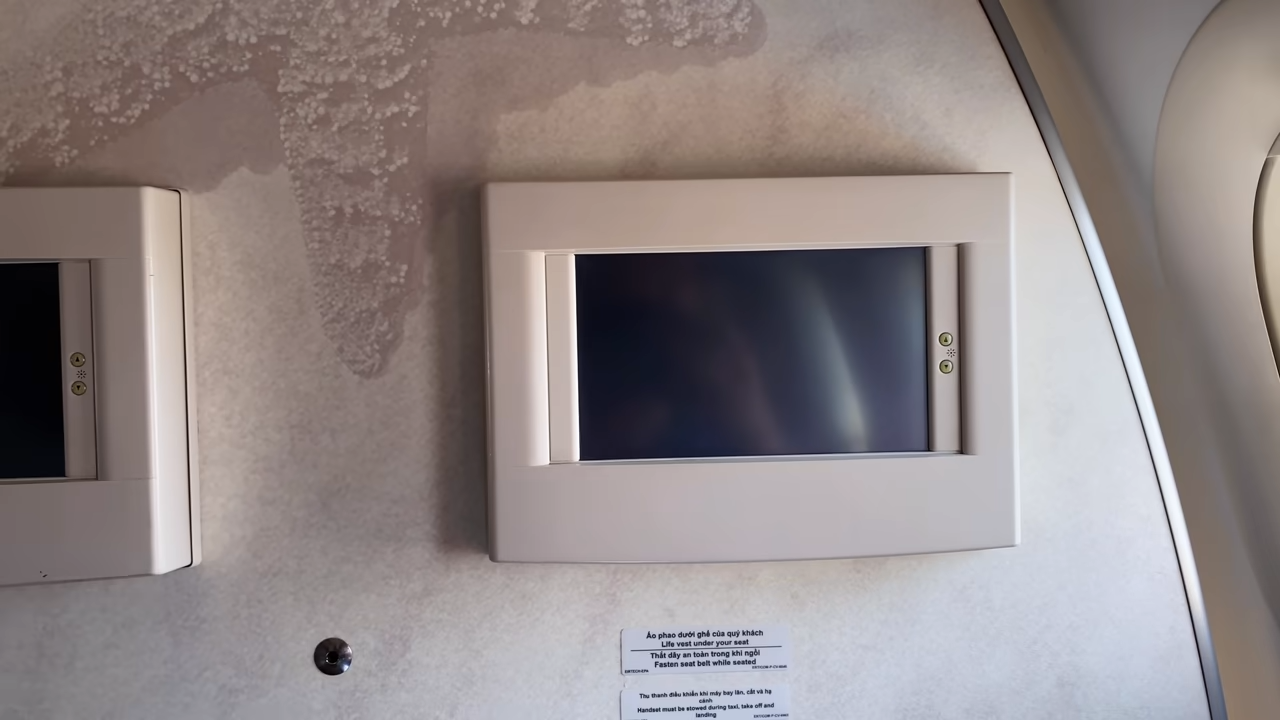 Áo phao dưới ghế của quý khách
Life vest under your seat
Thắt dây an toàn trong khi ngồi
Fasten seat belt while seated
Thu thanh điều khiển khi máy bay lăn, cất và hạ
cánh
Handset must be stowed during taxi, take off and
landing